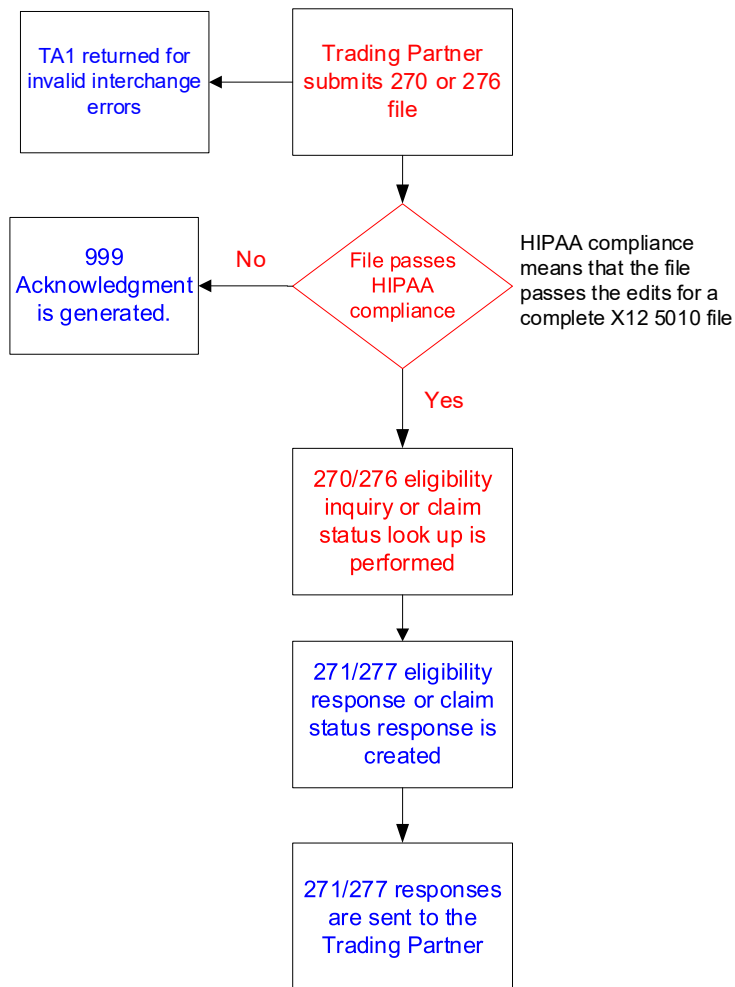 TA1 returned for
invalid interchange
errors
Trading Partner
submits 270 or 276
file
999
Acknowledgment
is generated.
No
File passes
HIPAA
compliance
HIPAA compliance
means that the file
passes the edits for a
complete X12 5010 file
Yes
270/276 eligibility
inquiry or claim
status look up is
performed
271/277 eligibility
response or claim
status response is
created
271/277 responses
are sent to the
Trading Partner